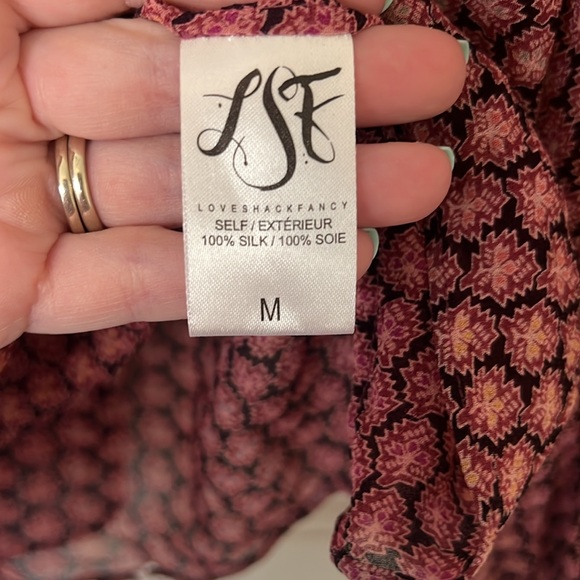 LSF
LOVESHACKFANCY
SELF / EXTÉRIEUR
100% SILK / 100% SOIE
M